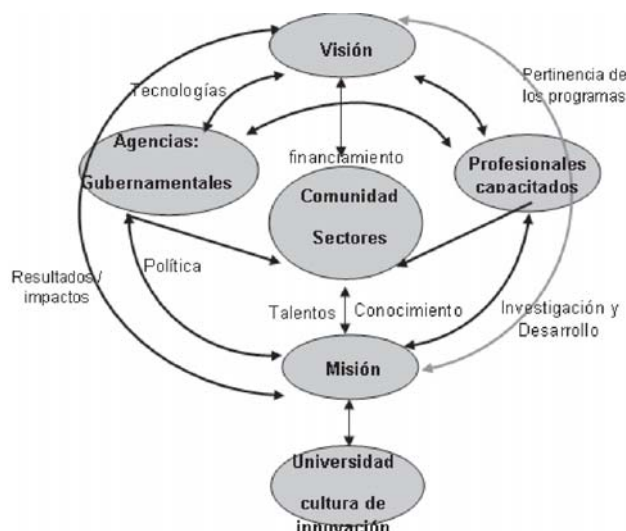 Visión
Tecnologías
Pertinencia de
los programas
Agencias:
Gubernamentales
financiamiento
Profesionales
capacitados
Comunidad
Sectores
Resultados /
impactos
Política
Talentos
Conocimiento
Investigación y
Desarrollo
Misión
Universidad
cultura de
innovación